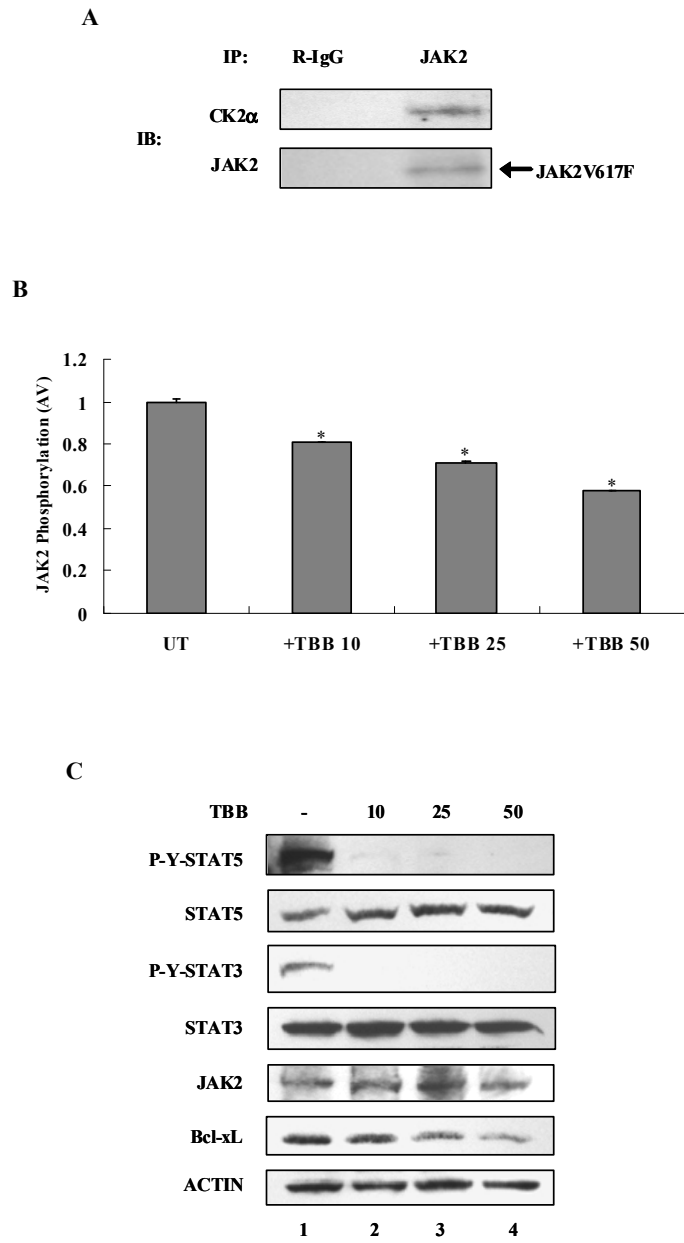 A
IP: R-IgG JAK2
IB:
CK2α
JAK2
JAK2V617F
B
JAK2 Phosphorylation (AV)
1.2
1
0.8
0.6
0.4
0.2
0
* * *
UT +TBB 10 +TBB 25 +TBB 50
C
TBB - 10 25 50
P-Y-STAT5
STAT5
P-Y-STAT3
STAT3
JAK2
Bcl-xL
ACTIN
1 2 3 4